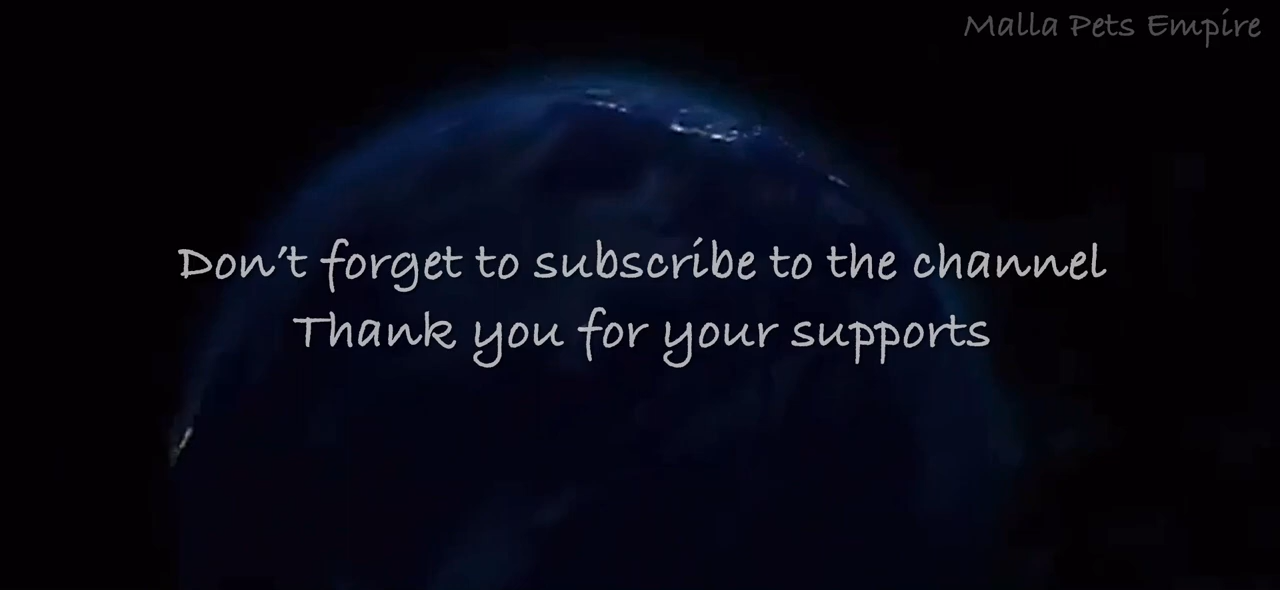 Malla Pets Empire
Don't forget to subscribe to the channel
Thank you for your supports